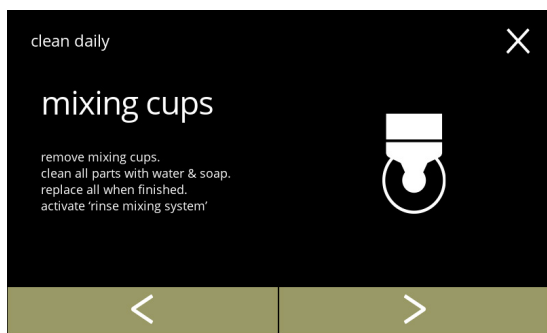 clean daily
mixing cups
remove mixing cups.
clean all parts with water & soap.
replace all when finished.
activate ‘rinse mixing system’